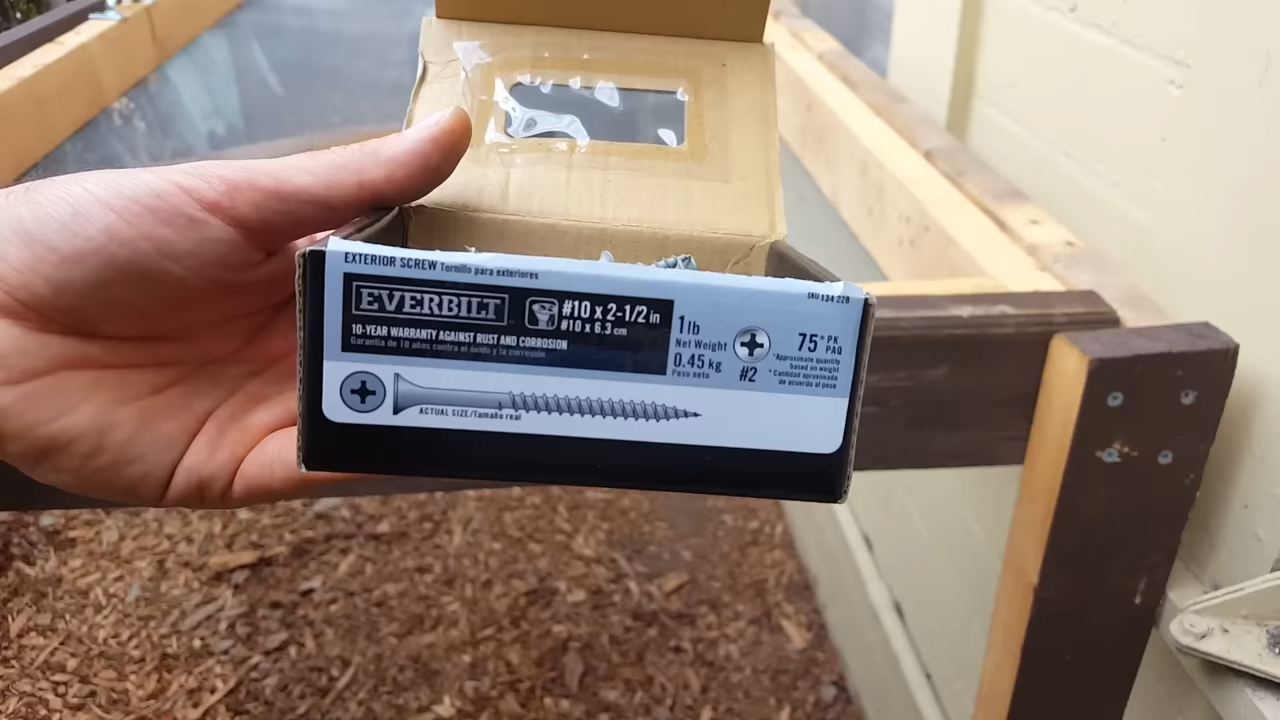 EXTERIOR SCREW Tornillo para exteriores
SKU 134 228
EVERBILT
#10 x 2-1/2 in
#10 x 6.3 cm
10-YEAR WARRANTY AGAINST RUST AND CORROSION
Garantía de 10 años contra el óxido y la corrosión
1 lb
Net Weight
0.45 kg
Peso neto
#2
75* PK
PAQ
*Approximate quantity
based on weight
*Cantidad aproximada
de acuerdo al peso
ACTUAL SIZE/Tamaño real